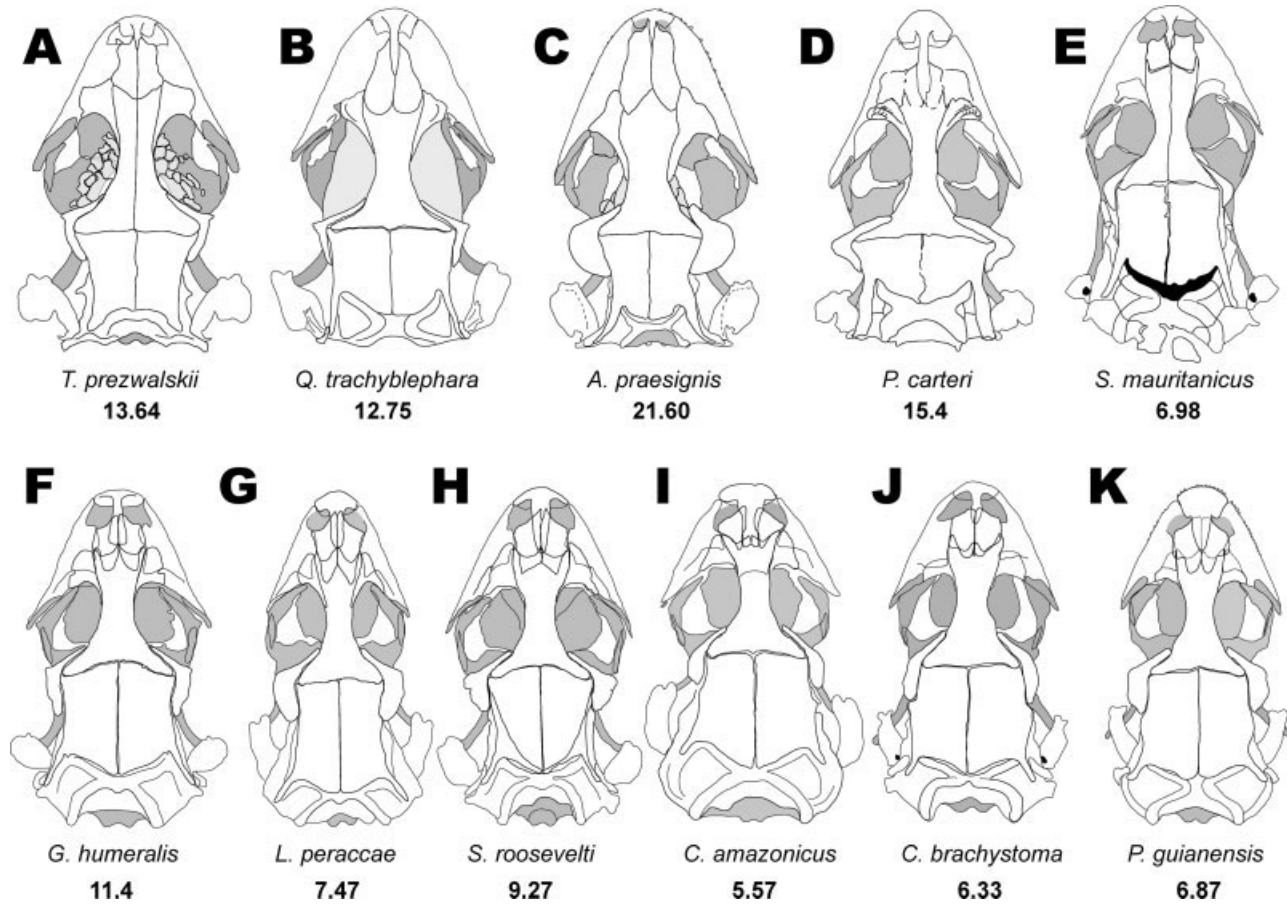 A B C D E
T. prezwalskii Q. trachyblephara A. praesignis P. carteri S. mauritanicus
13.64 12.75 21.60 15.4 6.98
F G H I J K
G. humeralis L. peraccae S. roosevelti C. amazonicus C. brachystoma P. guianensis
11.4 7.47 9.27 5.57 6.33 6.87